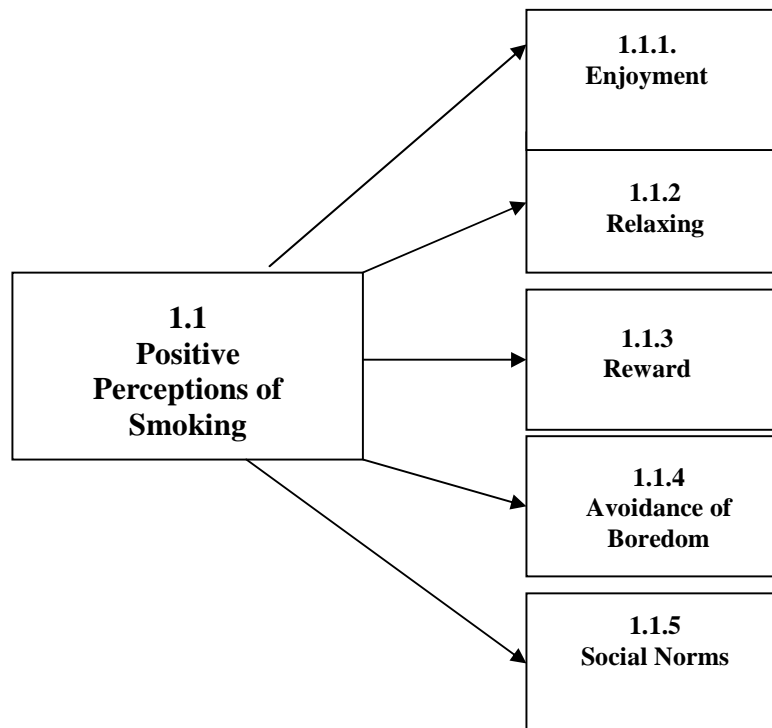 1.1
Positive
Perceptions of
Smoking
1.1.1.
Enjoyment
1.1.2
Relaxing
1.1.3
Reward
1.1.4
Avoidance of
Boredom
1.1.5
Social Norms